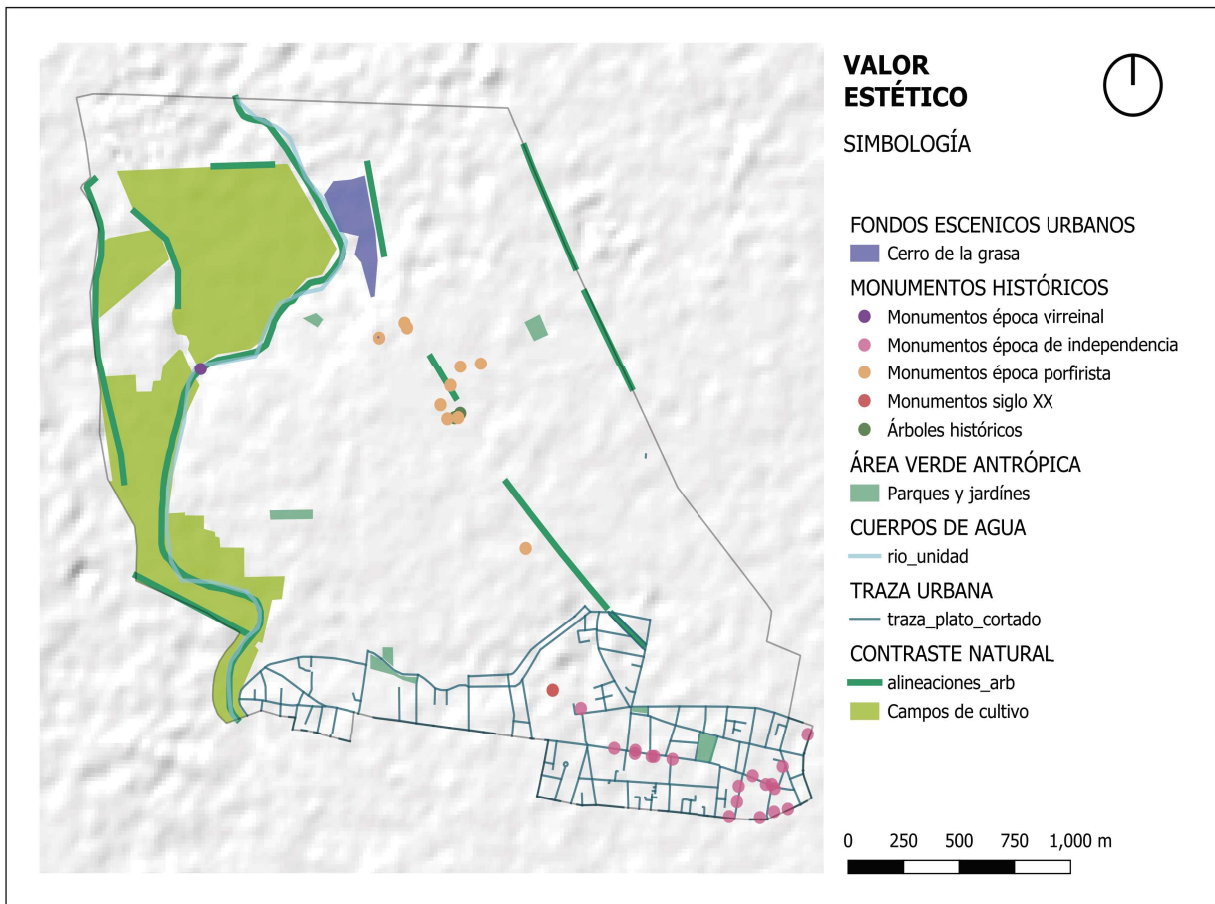 VALOR
ESTÉTICO
SIMBOLOGÍA
FONDOS ESCENICOS URBANOS
Cerro de la grasa
MONUMENTOS HISTÓRICOS
Monumentos época virreinal
Monumentos época de independencia
Monumentos época porfirista
Monumentos siglo XX
Árboles históricos
ÁREA VERDE ANTRÓPICA
Parques y jardínes
CUERPOS DE AGUA
rio_unidad
TRAZA URBANA
traza_plato_cortado
CONTRASTE NATURAL
alineaciones_arb
Campos de cultivo
0 250 500 750 1,000 m